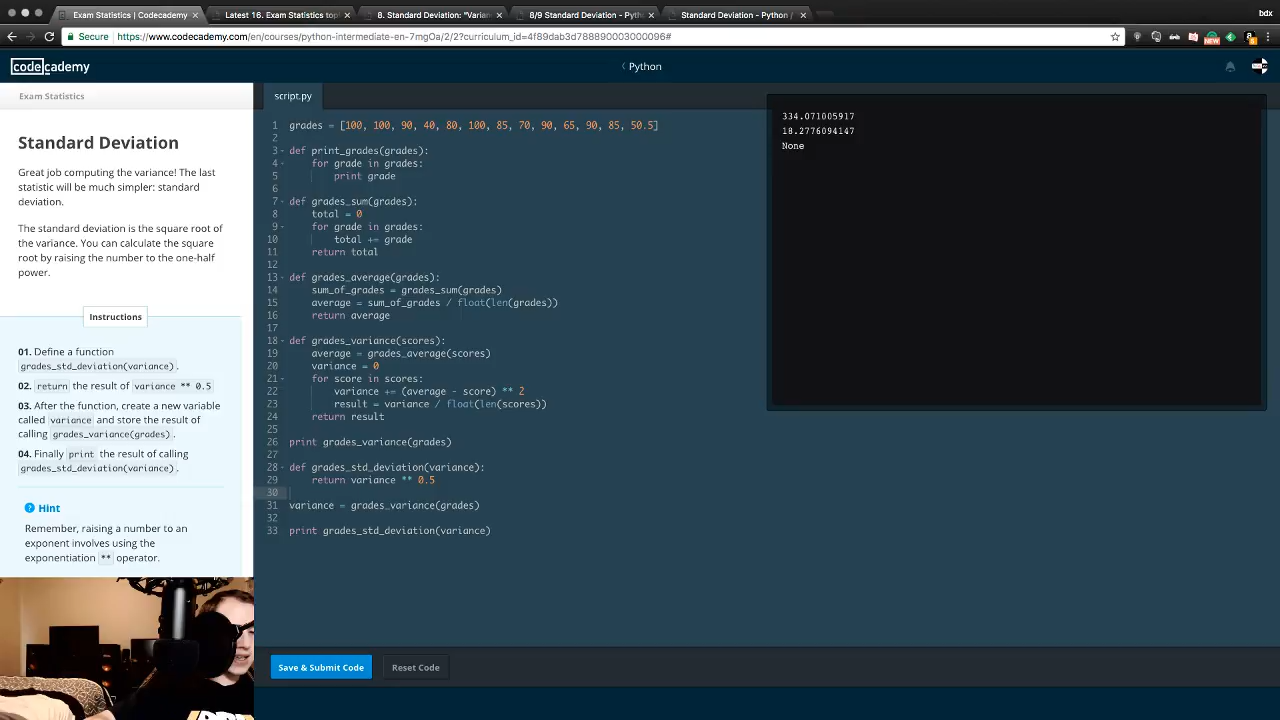 Exam Statistics | Codecademy
Latest 16. Exam Statistics top
8. Standard Deviation: "Varian
8/9 Standard Deviation - Pyth
Standard Deviation - Python /
bdx
Secure
https://www.codecademy.com/en/courses/python-intermediate-en-7mgOa/2/2?curriculum_id=4f89dab3d788890003000096#
codecademy
Python
Exam Statistics
script.py
Standard Deviation
Great job computing the variance! The last
statistic will be much simpler: standard
deviation.
The standard deviation is the square root of
the variance. You can calculate the square
root by raising the number to the one-half
power.
Instructions
01. Define a function
grades_std_deviation(variance).
02. return the result of variance ** 0.5
03. After the function, create a new variable
called variance and store the result of
calling grades_variance(grades).
04. Finally print the result of calling
grades_std_deviation(variance).
? Hint
Remember, raising a number to an
exponent involves using the
exponentiation ** operator.
1 grades = [100, 100, 90, 40, 80, 100, 85, 70, 90, 65, 90, 85, 50.5]
2
3 def print_grades(grades):
4     for grade in grades:
5         print grade
6
7 def grades_sum(grades):
8     total = 0
9     for grade in grades:
10         total += grade
11     return total
12
13 def grades_average(grades):
14     sum_of_grades = grades_sum(grades)
15     average = sum_of_grades / float(len(grades))
16     return average
17
18 def grades_variance(scores):
19     average = grades_average(scores)
20     variance = 0
21     for score in scores:
22         variance += (average - score) ** 2
23         result = variance / float(len(scores))
24     return result
25
26 print grades_variance(grades)
27
28 def grades_std_deviation(variance):
29     return variance ** 0.5
30
31 variance = grades_variance(grades)
32
33 print grades_std_deviation(variance)
334.071005917
18.2776094147
None
Save & Submit Code
Reset Code